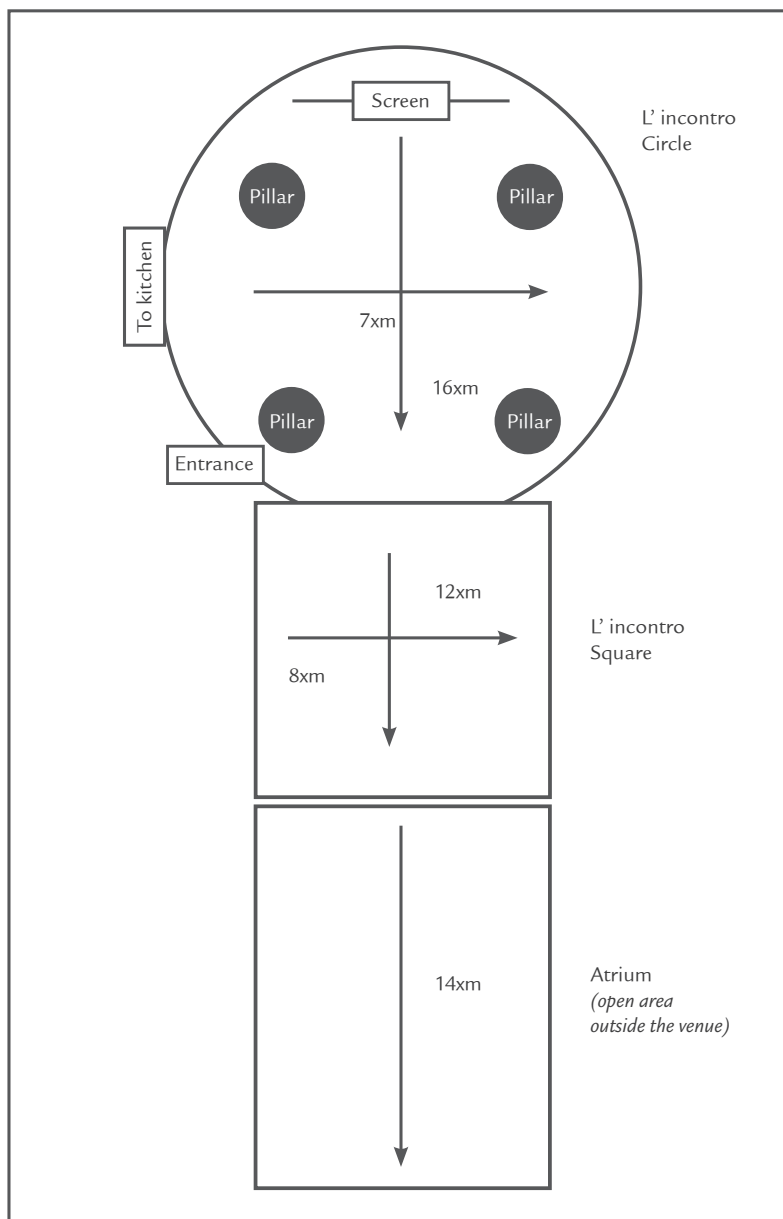 Screen
L' incontro
Circle
Pillar
Pillar
To kitchen
7xm
16xm
Pillar
Pillar
Entrance
12xm
L' incontro
Square
8xm
14xm
Atrium
(open area
outside the venue)